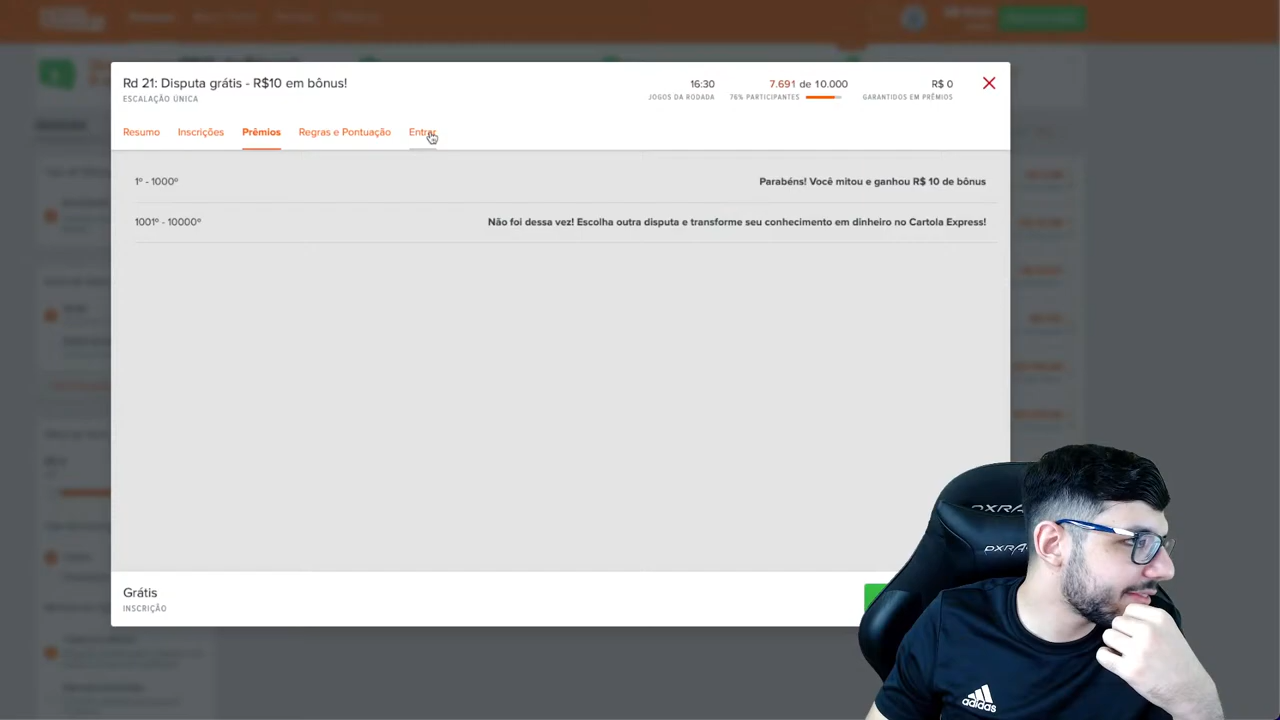 Rd 21: Disputa grátis - R$10 em bônus!
ESCALAÇÃO ÚNICA
16:30
JOGOS DA RODADA
7.691 de 10.000
76% PARTICIPANTES
R$ 0
GARANTIDOS EM PRÊMIOS
Resumo
Inscrições
Prêmios
Regras e Pontuação
Entrar
1º - 1000º
Parabéns! Você mitou e ganhou R$ 10 de bônus
1001º - 10000º
Não foi dessa vez! Escolha outra disputa e transforme seu conhecimento em dinheiro no Cartola Express!
Grátis
INSCRIÇÃO
adidas